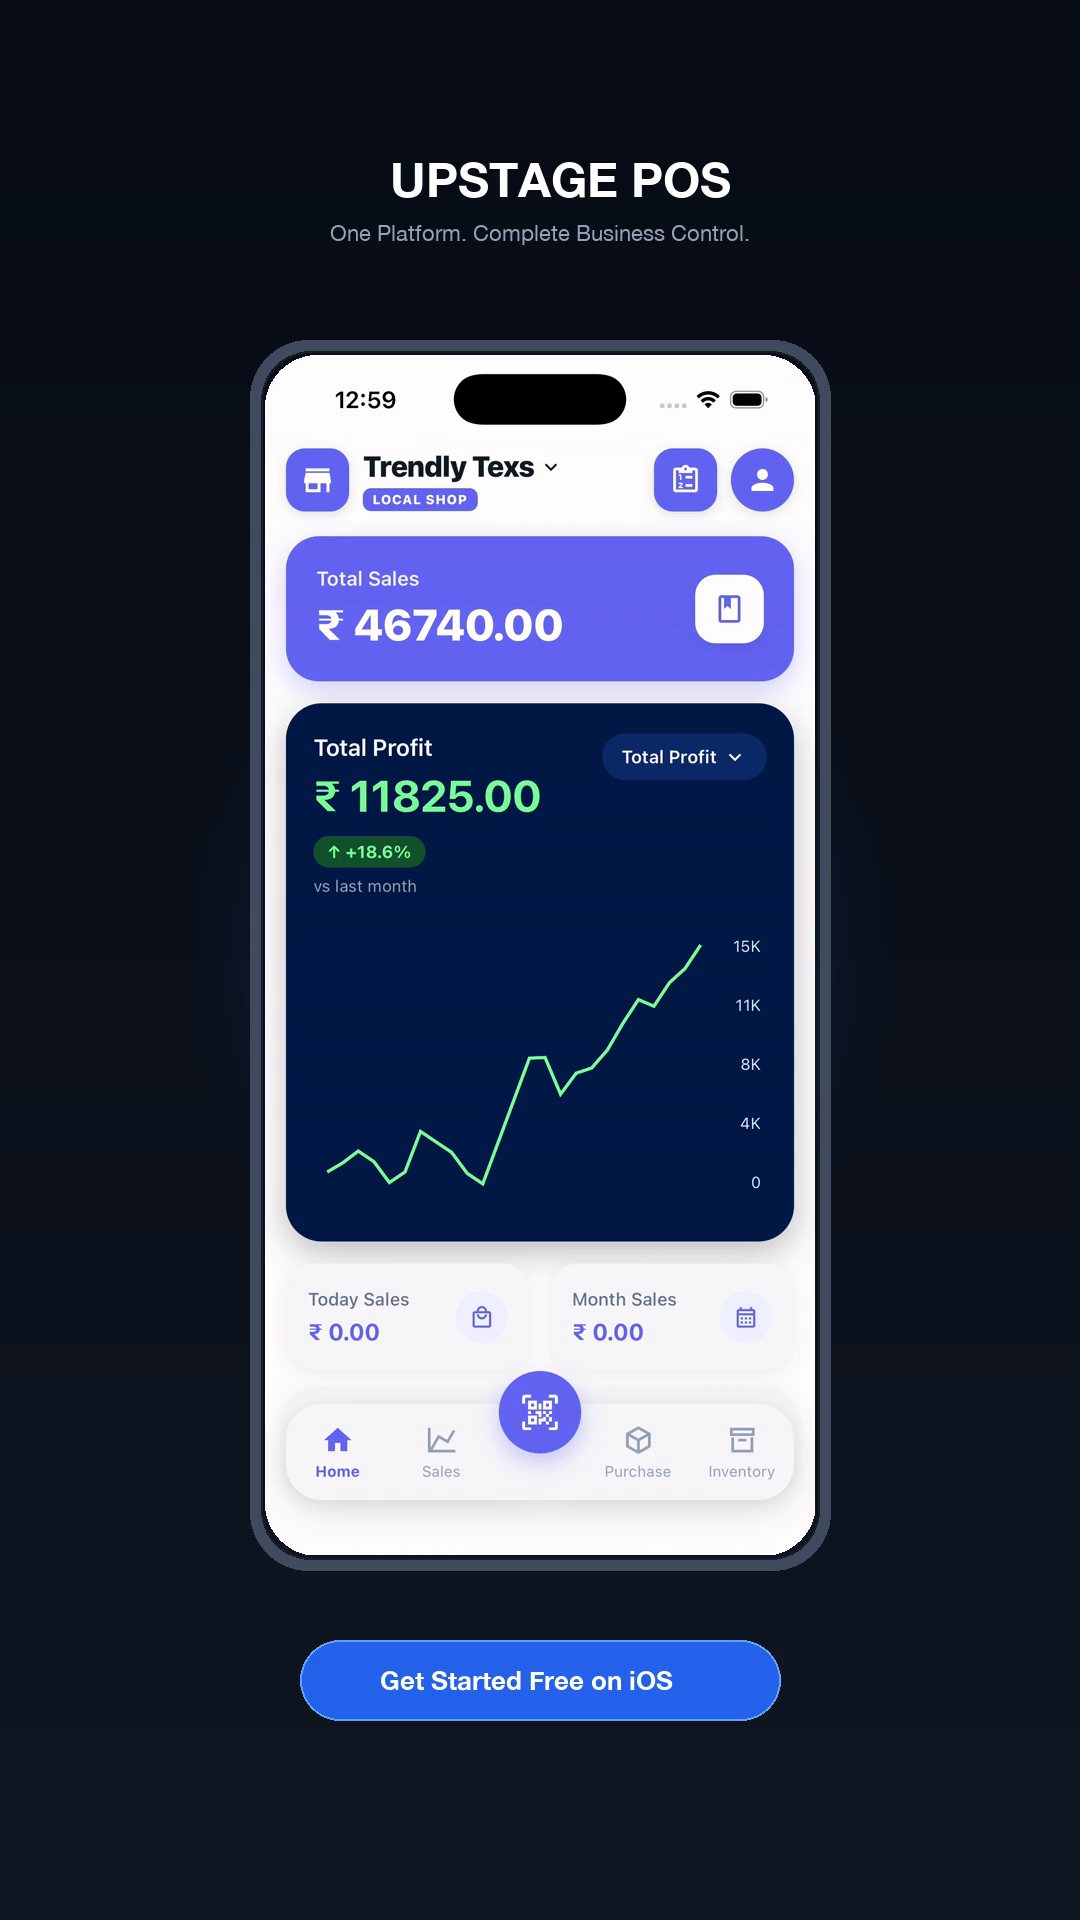 UPSTAGE POS
One Platform. Complete Business Control.
12:59
Trendly Texs
LOCAL SHOP
Total Sales
₹ 46740.00
Total Profit
Total Profit
₹ 11825.00
↑ +18.6%
vs last month
15K
11K
8K
4K
0
Today Sales
Month Sales
₹ 0.00
₹ 0.00
Home
Sales
Purchase
Inventory
Get Started Free on iOS